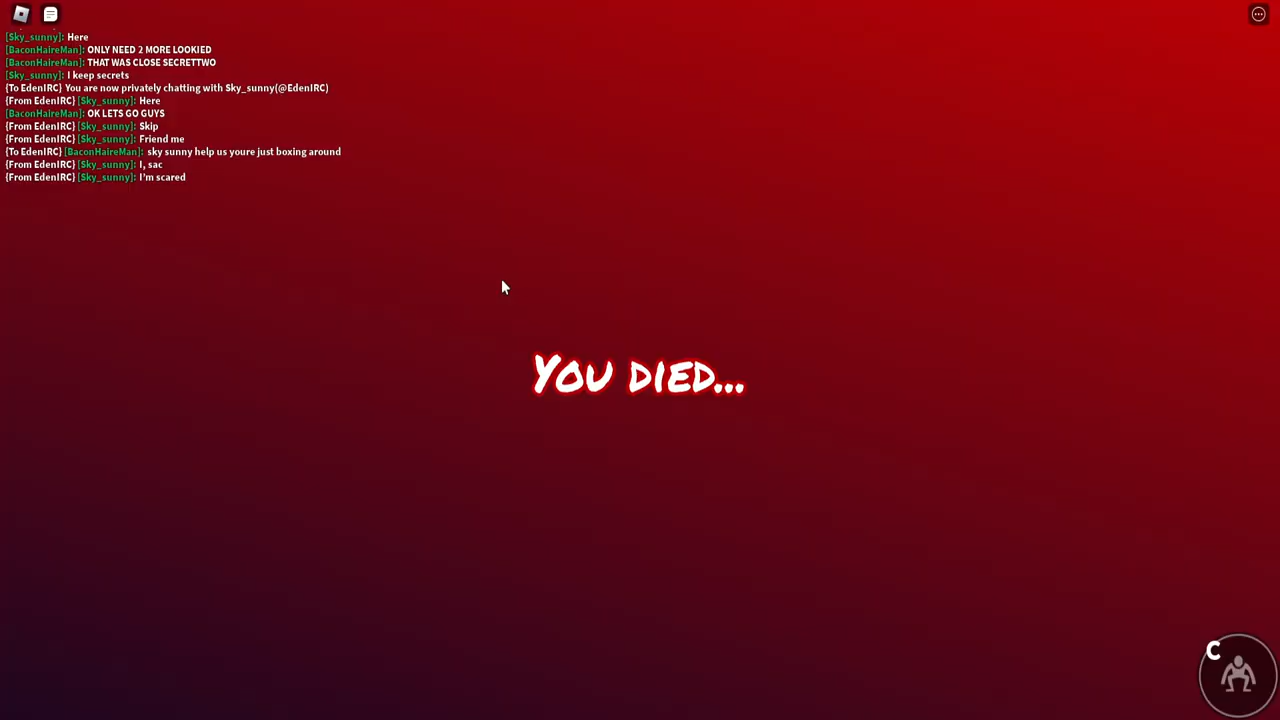 [Sky_sunny]: Here
[BaconHaireMan]: ONLY NEED 2 MORE LOOKIED
[BaconHaireMan]: THAT WAS CLOSE SECRETTWO
[Sky_sunny]: I keep secrets
{To EdenIRC} You are now privately chatting with Sky_sunny(@EdenIRC)
{From EdenIRC} [Sky_sunny]: Here
[BaconHaireMan]: OK LETS GO GUYS
{From EdenIRC} [Sky_sunny]: Skip
{From EdenIRC} [Sky_sunny]: Friend me
{To EdenIRC} [BaconHaireMan]: sky sunny help us youre just boxing around
{From EdenIRC} [Sky_sunny]: I, sac
{From EdenIRC} [Sky_sunny]: I'm scared
You died...
C